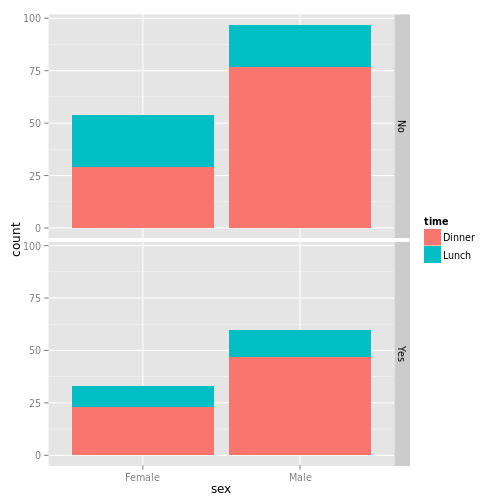 100
75
50
25
0
No
100
75
50
25
0
Yes
count
Female
Male
sex
time
Dinner
Lunch